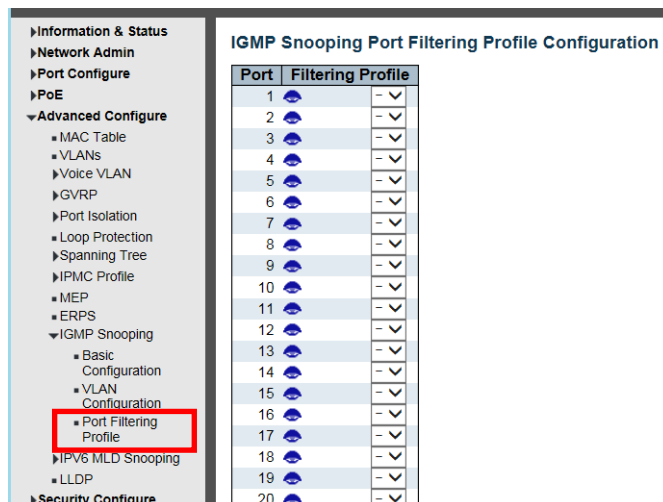 Information & Status
Network Admin
Port Configure
PoE
Advanced Configure
MAC Table
VLANs
Voice VLAN
GVRP
Port Isolation
Loop Protection
Spanning Tree
IPMC Profile
MEP
ERPS
IGMP Snooping
Basic
Configuration
VLAN
Configuration
Port Filtering
Profile
IPV6 MLD Snooping
LLDP
Security Configure
IGMP Snooping Port Filtering Profile Configuration
Port Filtering Profile
1 -
2 -
3 -
4 -
5 -
6 -
7 -
8 -
9 -
10 -
11 -
12 -
13 -
14 -
15 -
16 -
17 -
18 -
19 -
20 -